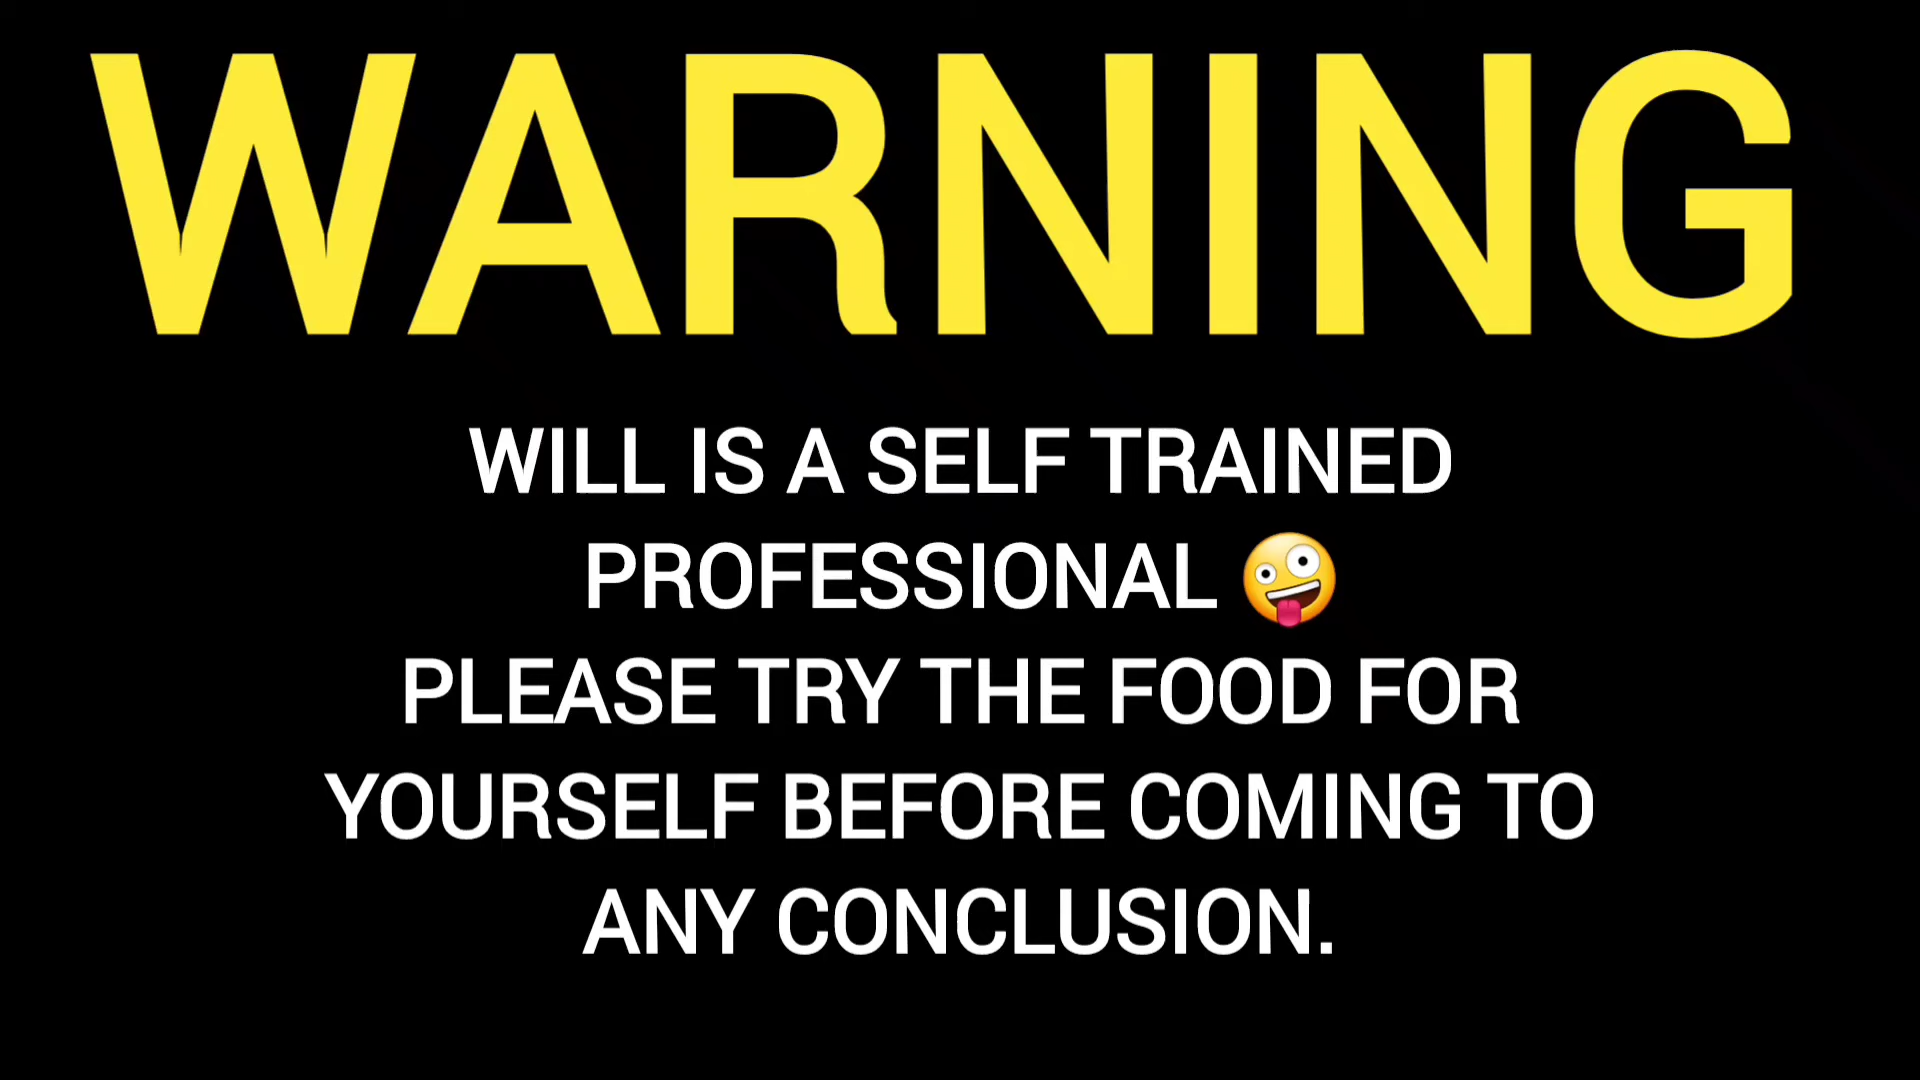 WARNING
WILL IS A SELF TRAINED
PROFESSIONAL 🤪
PLEASE TRY THE FOOD FOR
YOURSELF BEFORE COMING TO
ANY CONCLUSION.